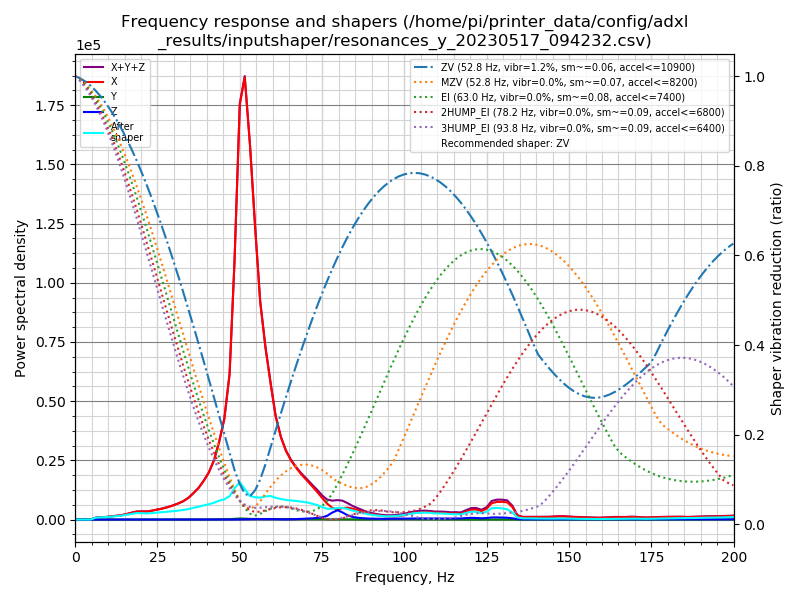 Frequency response and shapers (/home/pi/printer_data/config/adxl
_results/inputshaper/resonances_y_20230517_094232.csv)
1e5
X+Y+Z
X
Y
Z
After
shaper
ZV (52.8 Hz, vibr=1.2%, sm~=0.06, accel<=10900)
MZV (52.8 Hz, vibr=0.0%, sm~=0.07, accel<=8200)
EI (63.0 Hz, vibr=0.0%, sm~=0.08, accel<=7400)
2HUMP_EI (78.2 Hz, vibr=0.0%, sm~=0.09, accel<=6800)
3HUMP_EI (93.8 Hz, vibr=0.0%, sm~=0.09, accel<=6400)
Recommended shaper: ZV
1.75
1.50
1.25
1.00
0.75
0.50
0.25
0.00
Power spectral density
1.0
0.8
0.6
0.4
0.2
0.0
Shaper vibration reduction (ratio)
0 25 50 75 100 125 150 175 200
Frequency, Hz